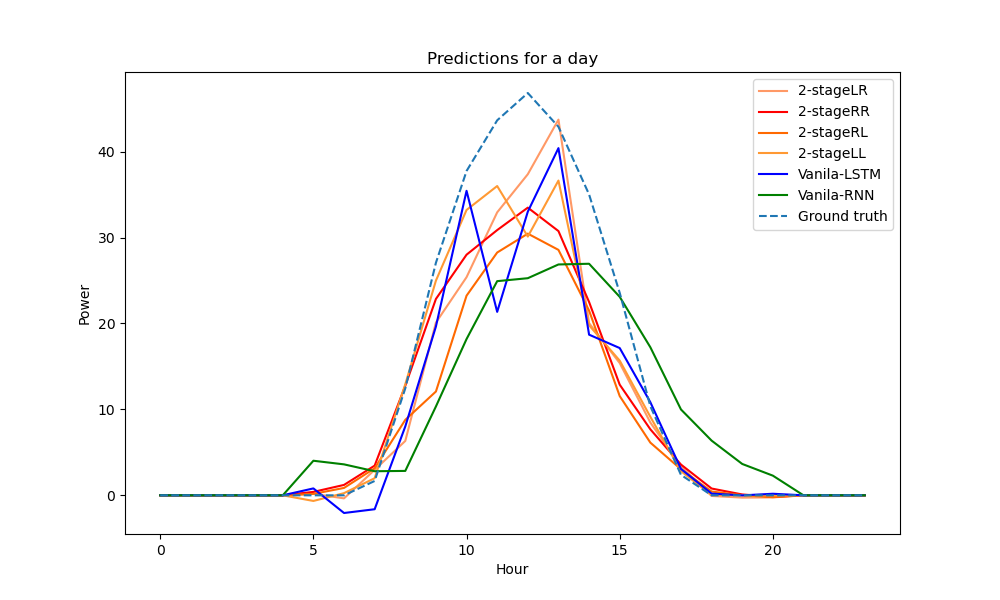 Predictions for a day
2-stageLR
2-stageRR
2-stageRL
2-stageLL
Vanila-LSTM
Vanila-RNN
Ground truth
Power
40
30
20
10
0
0 5 10 15 20
Hour